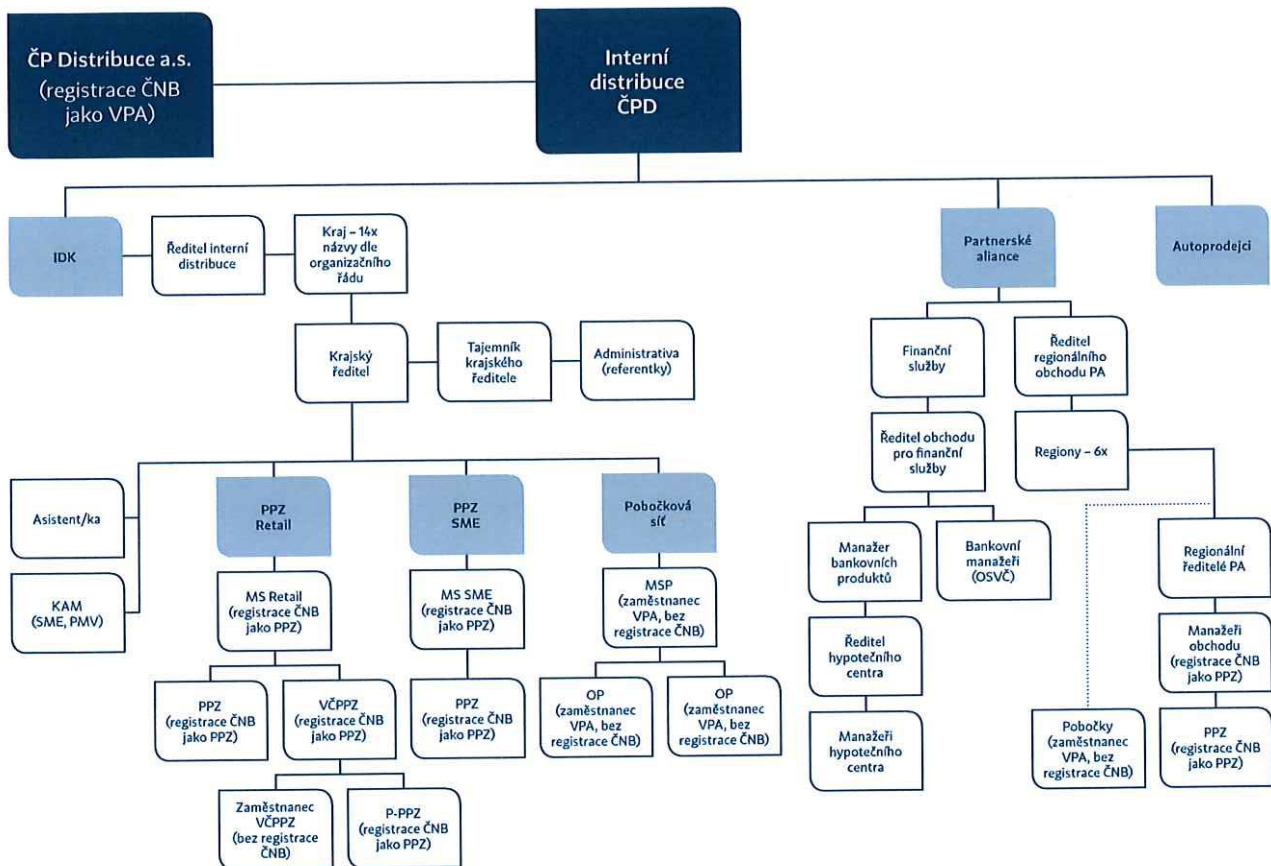 ČP Distribuce a.s.
(registrace ČNB
jako VPA)
Interní
distribuce
ČPD
IDK
Ředitel interní
distribuce
Kraj – 14x
názvy dle
organizačního
řádu
Partnerské
aliance
Autoprodejci
Krajský
ředitel
Tajemník
krajského
ředitele
Administrativa
(referentky)
Finanční
služby
Ředitel
regionálního
obchodu PA
Ředitel obchodu
pro finanční
služby
Regiony – 6x
Asistent/ka
PPZ
Retail
PPZ
SME
Pobočková
síť
Manažer
bankovních
produktů
Bankovní
manažeři
(OSVČ)
Regionální
ředitelé PA
KAM
(SME, PMV)
MS Retail
(registrace ČNB
jako PPZ)
MS SME
(registrace ČNB
jako PPZ)
MSP
(zaměstnanec
VPA, bez
registrace ČNB)
Ředitel
hypotečního
centra
Manažeři
obchodu
(registrace ČNB
jako PPZ)
PPZ
(registrace ČNB
jako PPZ)
VČPPZ
(registrace ČNB
jako PPZ)
PPZ
(registrace ČNB
jako PPZ)
OP
(zaměstnanec
VPA, bez
registrace ČNB)
OP
(zaměstnanec
VPA, bez
registrace ČNB)
Manažeři
hypotečního
centra
Pobočky
(zaměstnanec
VPA, bez
registrace ČNB)
PPZ
(registrace ČNB
jako PPZ)
Zaměstnanec
VČPPZ
(bez registrace
ČNB)
P-PPZ
(registrace ČNB
jako PPZ)